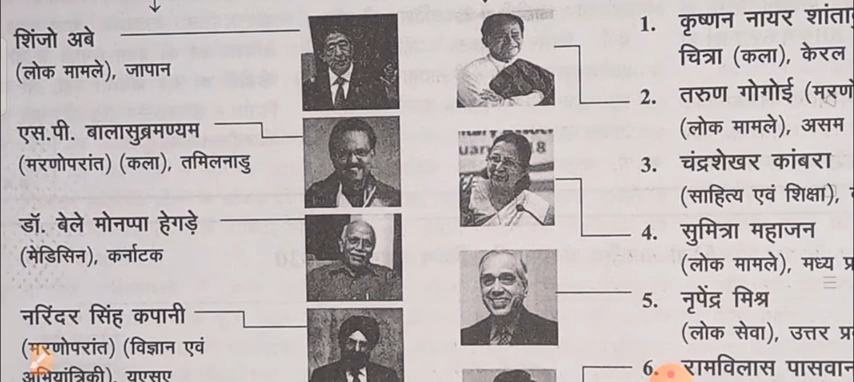 शिंजो अबे
(लोक मामले), जापान
एस.पी. बालासुब्रमण्यम
(मरणोपरांत) (कला), तमिलनाडु
डॉ. बेले मोनप्पा हेगड़े
(मेडिसिन), कर्नाटक
नरिंदर सिंह कपानी
(मरणोपरांत) (विज्ञान एवं
अभियांत्रिकी), यूएसए
1. कृष्णन नायर शांता
चित्रा (कला), केरल
2. तरुण गोगोई (मरणो
(लोक मामले), असम
3. चंद्रशेखर कांबरा
(साहित्य एवं शिक्षा),
4. सुमित्रा महाजन
(लोक मामले), मध्य प्र
5. नृपेंद्र मिश्र
(लोक सेवा), उत्तर प्र
6. रामविलास पासवान